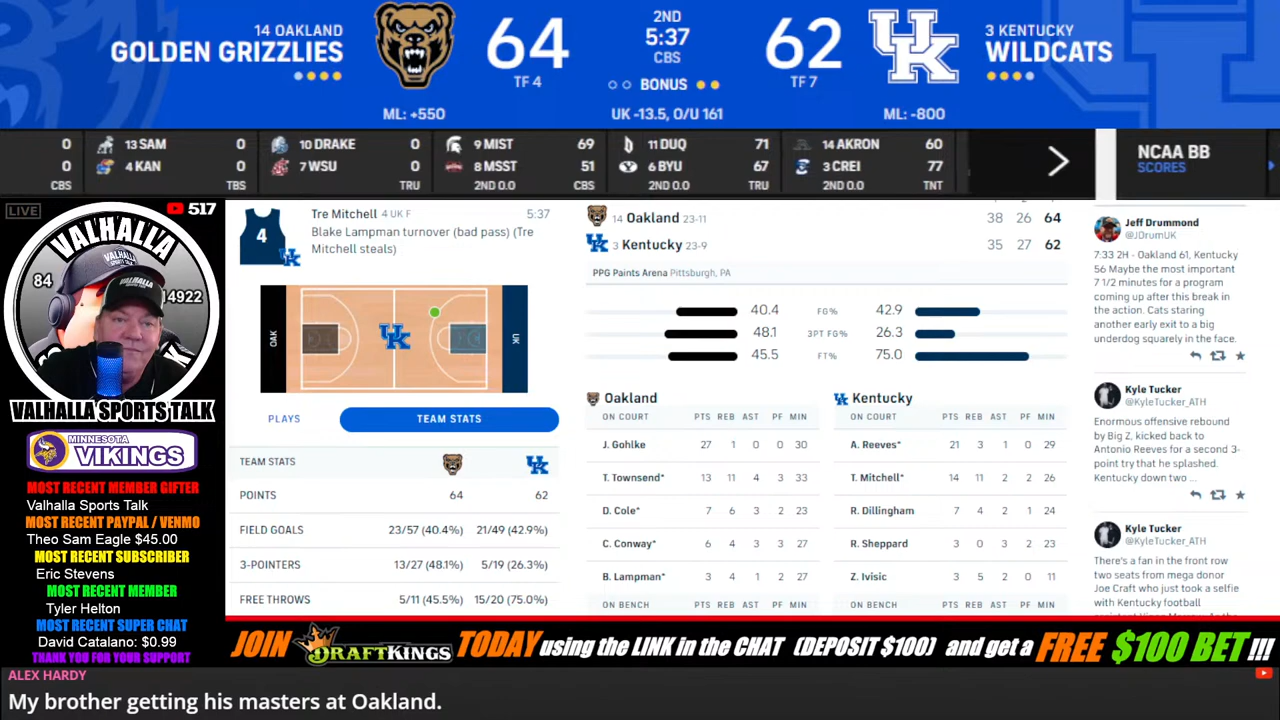 14 OAKLAND
GOLDEN GRIZZLIES
ML: +550
64
TF 4
2ND
5:37
CBS
BONUS
UK -13.5, O/U 161
62
TF 7
UK
3 KENTUCKY
WILDCATS
ML: -800
0
0
CBS
13 SAM 0
4 KAN 0
TBS
10 DRAKE 0
7 WSU 0
TRU
9 MIST 69
8 MSST 51
2ND 0.0 CBS
11 DUQ 71
6 BYU 67
2ND 0.0 TRU
14 AKRON 60
3 CREI 77
2ND 0.0 TNT
NCAA BB
SCORES
LIVE
517
VALHALLA
84
14922
VALHALLA SPORTS TALK
MINNESOTA
VIKINGS
MOST RECENT MEMBER GIFTER
Valhalla Sports Talk
MOST RECENT PAYPAL / VENMO
Theo Sam Eagle $45.00
MOST RECENT SUBSCRIBER
Eric Stevens
MOST RECENT MEMBER
Tyler Helton
MOST RECENT SUPER CHAT
David Catalano: $0.99
THANK YOU FOR YOUR SUPPORT
4
Tre Mitchell 4 UK F 5:37
Blake Lampman turnover (bad pass) (Tre
Mitchell steals)
OAK
UK
UK
PLAYS
TEAM STATS
TEAM STATS
POINTS 64 62
FIELD GOALS 23/57 (40.4%) 21/49 (42.9%)
3-POINTERS 13/27 (48.1%) 5/19 (26.3%)
FREE THROWS 5/11 (45.5%) 15/20 (75.0%)
14 Oakland 23-11 38 26 64
3 Kentucky 23-9 35 27 62
PPG Paints Arena Pittsburgh, PA
40.4 FG% 42.9
48.1 3PT FG% 26.3
45.5 FT% 75.0
Oakland
ON COURT PTS REB AST PF MIN
J. Gohlke 27 1 0 0 30
T. Townsend* 13 11 4 3 33
D. Cole* 7 6 3 2 23
C. Conway* 6 4 3 3 27
B. Lampman* 3 4 1 2 27
ON BENCH PTS REB AST PF MIN
Kentucky
ON COURT PTS REB AST PF MIN
A. Reeves* 21 3 1 0 29
T. Mitchell* 14 11 2 2 26
R. Dillingham 7 4 2 1 24
R. Sheppard 3 0 3 2 23
Z. Ivisic 3 5 2 0 11
ON BENCH PTS REB AST PF MIN
Jeff Drummond
@JDrumUK
7:33 2H - Oakland 61, Kentucky
56 Maybe the most important
7 1/2 minutes for a program
coming up after this break in
the action. Cats staring
another early exit to a big
underdog squarely in the face.
Kyle Tucker
@KyleTucker_ATH
Enormous offensive rebound
by Big Z, kicked back to
Antonio Reeves for a second 3-
point try that he splashed.
Kentucky down two ...
Kyle Tucker
@KyleTucker_ATH
There's a fan in the front row
two seats from mega donor
Joe Craft who just took a selfie
with Kentucky football
JOIN DRAFTKINGS TODAY using the LINK in the CHAT (DEPOSIT $100) and get a FREE $100 BET !!!
ALEX HARDY
My brother getting his masters at Oakland.